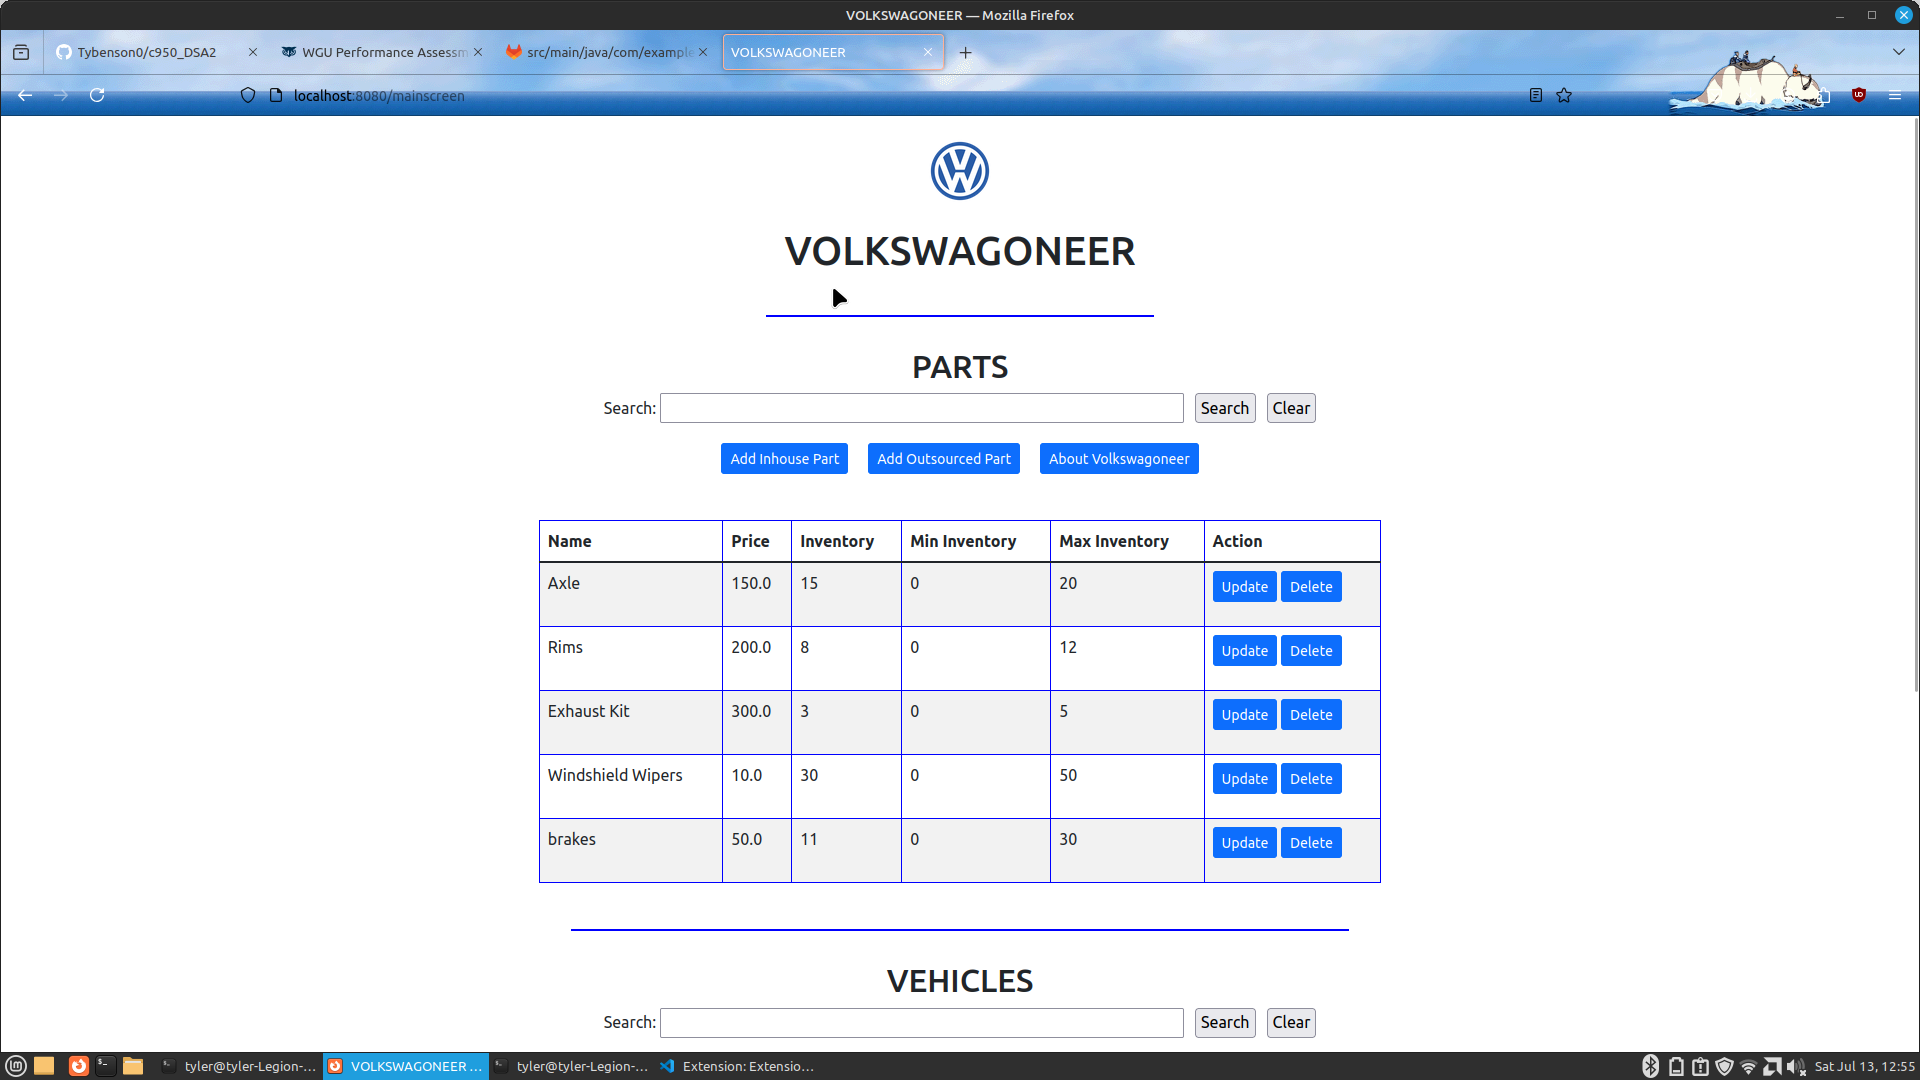 VOLKSWAGONEER — Mozilla Firefox
Tybenson0/c950_DSA2
WGU Performance Assessm
src/main/java/com/example
VOLKSWAGONEER
localhost:8080/mainscreen
VOLKSWAGONEER
PARTS
Search: Search Clear
Add Inhouse Part Add Outsourced Part About Volkswagoneer
Name Price Inventory Min Inventory Max Inventory Action
Axle 150.0 15 0 20 Update Delete
Rims 200.0 8 0 12 Update Delete
Exhaust Kit 300.0 3 0 5 Update Delete
Windshield Wipers 10.0 30 0 50 Update Delete
brakes 50.0 11 0 30 Update Delete
VEHICLES
Search: Search Clear
tyler@tyler-Legion-... VOLKSWAGONEER ... tyler@tyler-Legion-... Extension: Extensio... Sat Jul 13, 12:55